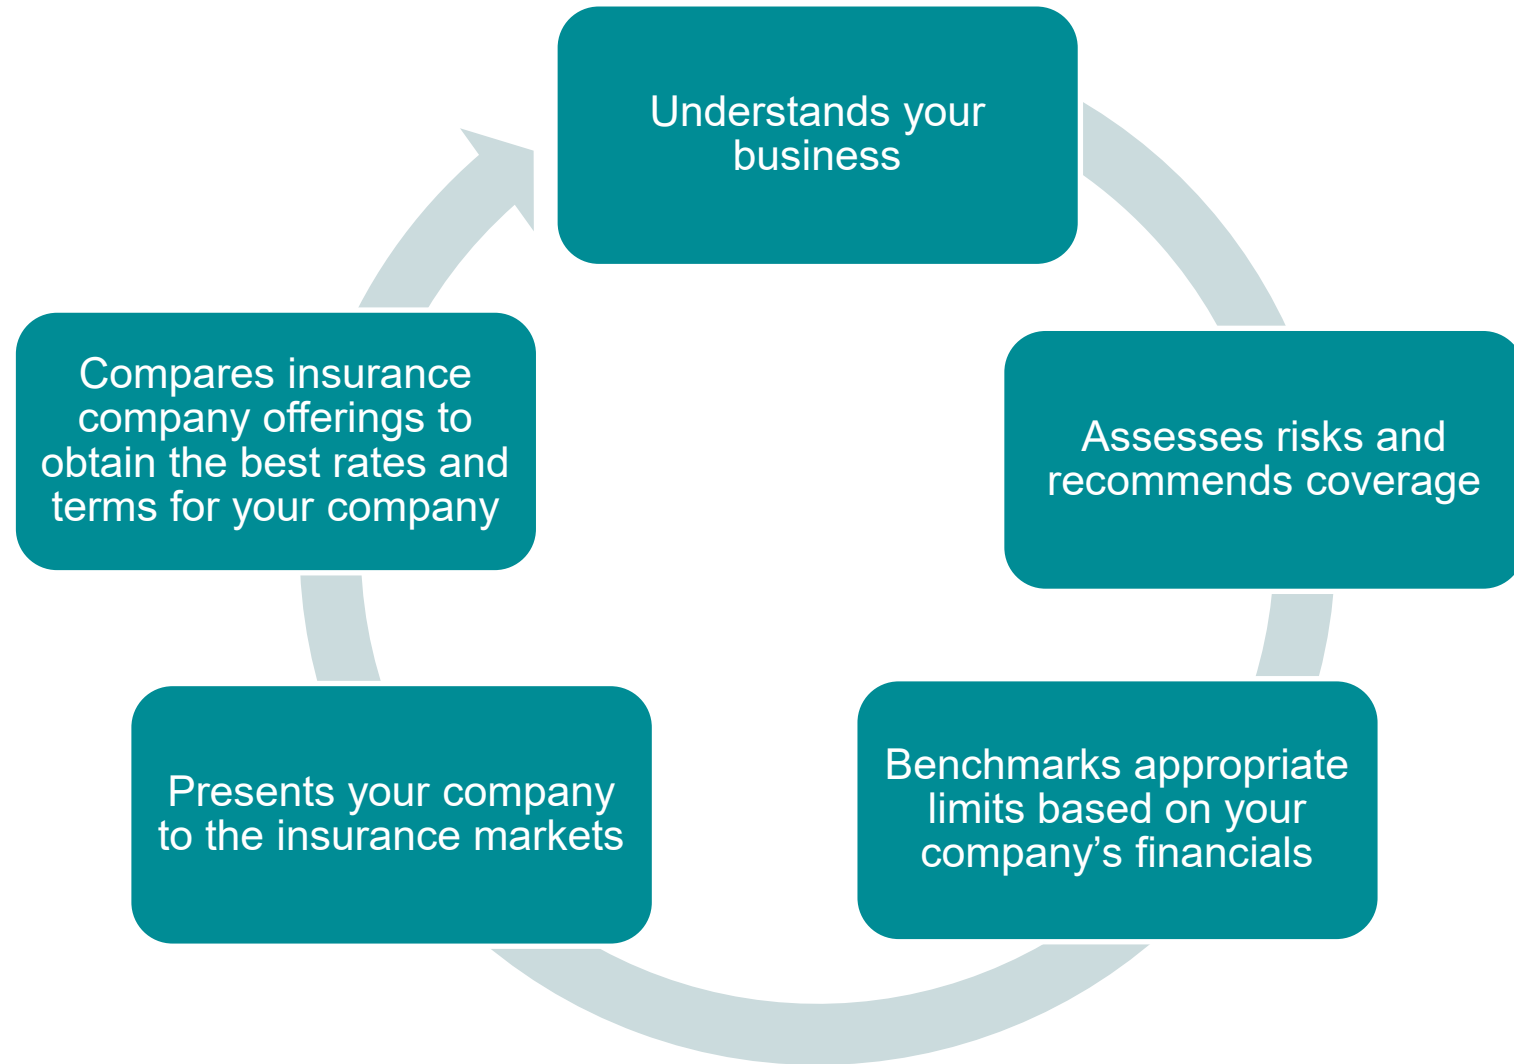 Understands your
business
Assesses risks and
recommends coverage
Benchmarks appropriate
limits based on your
company’s financials
Presents your company
to the insurance markets
Compares insurance
company offerings to
obtain the best rates and
terms for your company